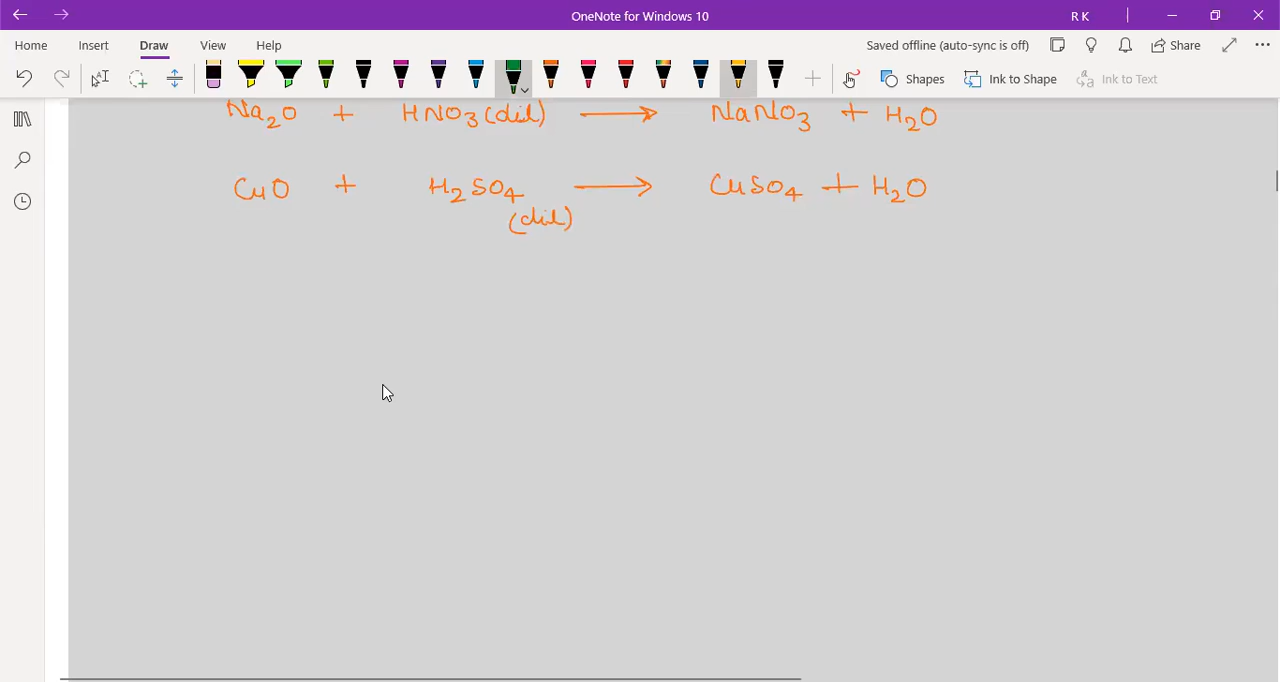 OneNote for Windows 10
R K
Home Insert Draw View Help
Saved offline (auto-sync is off) Share
Shapes Ink to Shape Ink to Text
Na₂O + HNO₃ (dil) ⟶ NaNO₃ + H₂O
CuO + H₂SO₄ ⟶ CuSO₄ + H₂O
(dil)